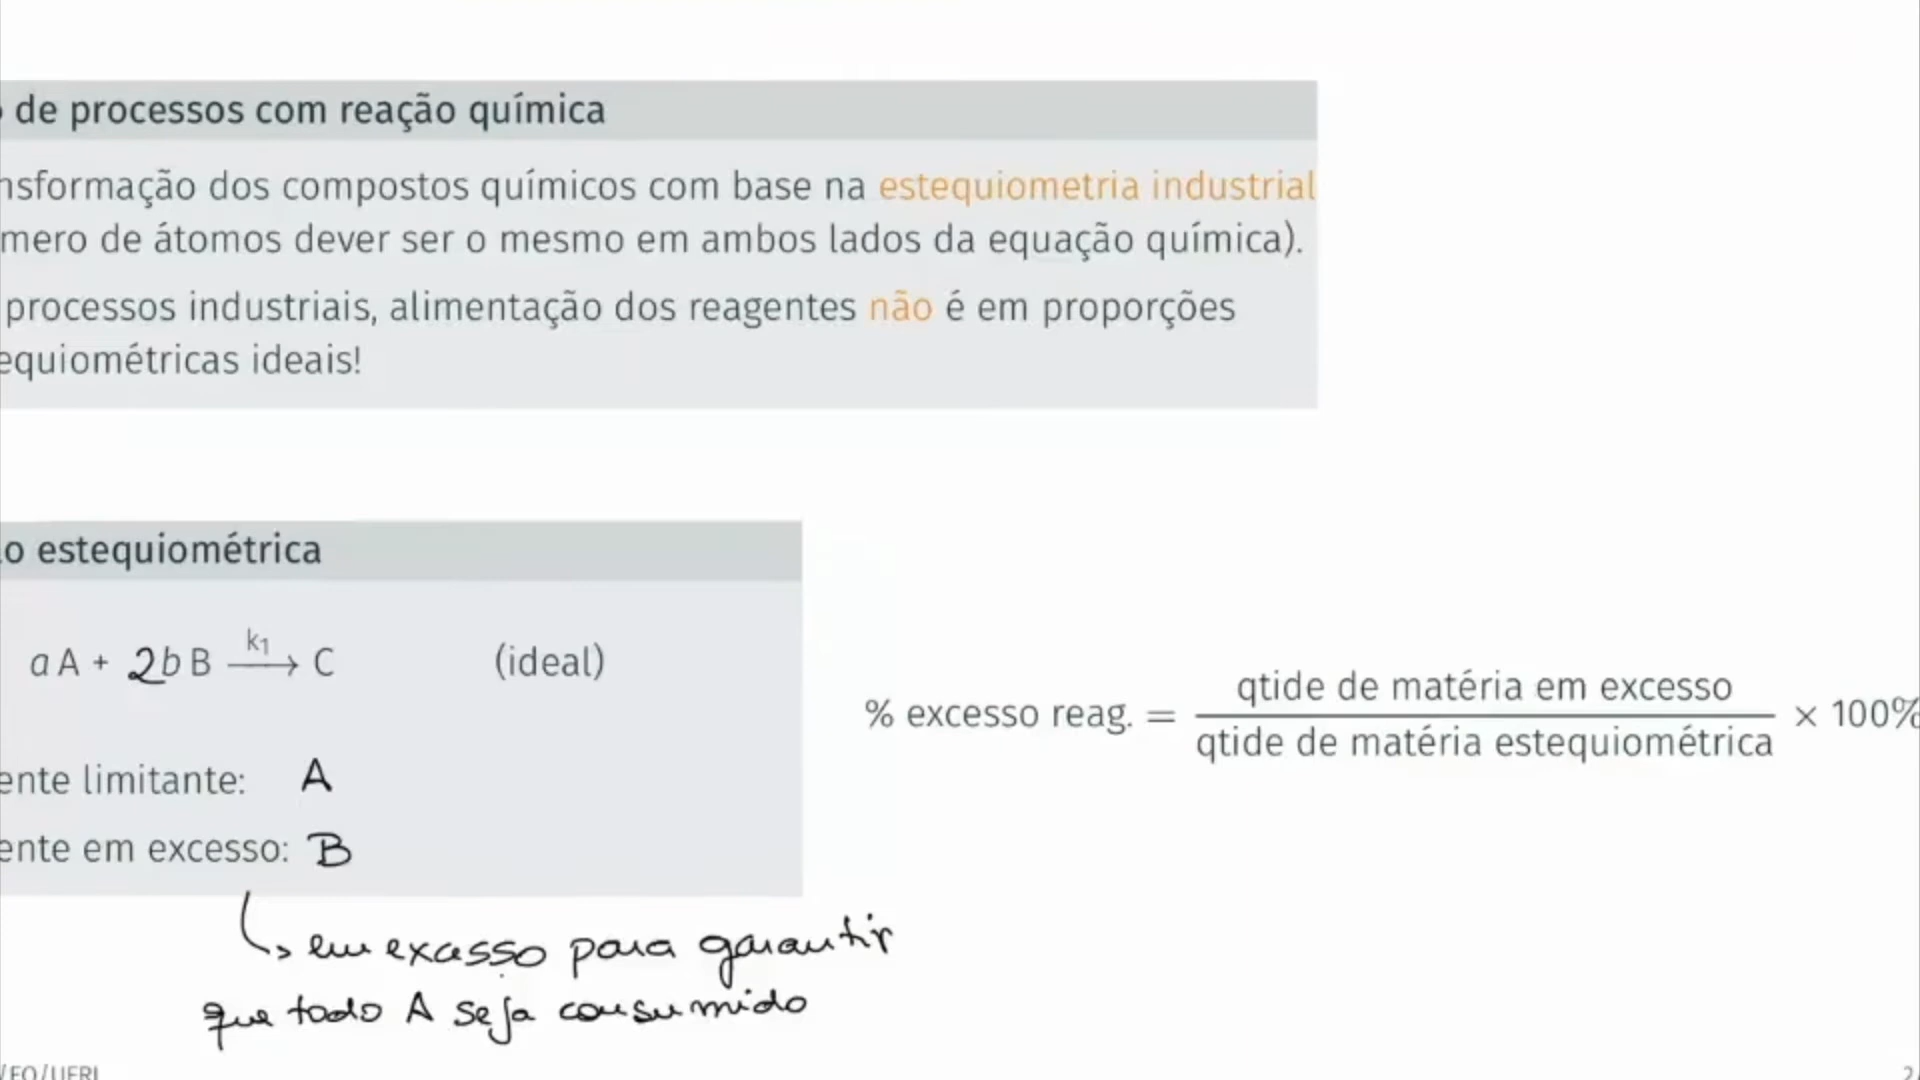 de processos com reação química
nsformação dos compostos químicos com base na estequiometria industrial
mero de átomos dever ser o mesmo em ambos lados da equação química).
processos industriais, alimentação dos reagentes não é em proporções
equiométricas ideais!
o estequiométrica
a A + 2b B k₁ → C (ideal)
ente limitante: A
ente em excesso: B
↳ em excesso para garantir
que todo A seja consumido
% excesso reag. = qtide de matéria em excesso / qtide de matéria estequiométrica × 100%
/EQ/UFRJ
2